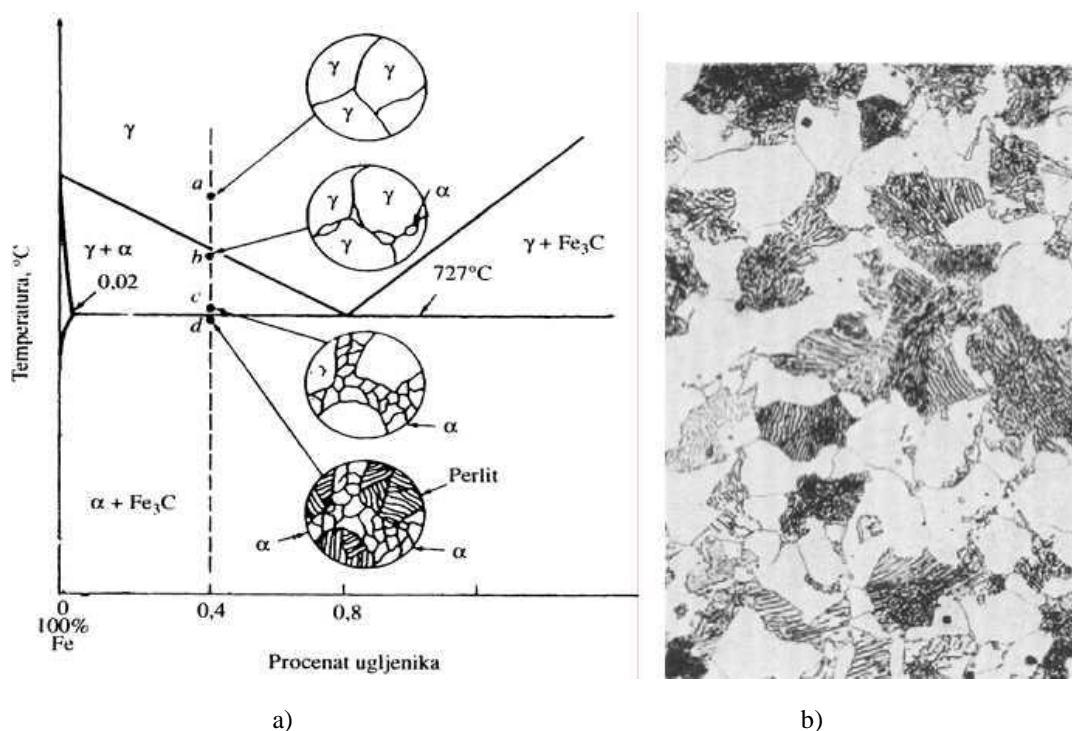 Temperatura, °C
γ
γ
γ
γ
a
γ
γ
γ
α
b
γ + α
0,02
γ + Fe₃C
727°C
c
d
γ
α
Perlit
α + Fe₃C
α
α
0
0,4
0,8
100%
Fe
Procenat ugljenika
a)
b)